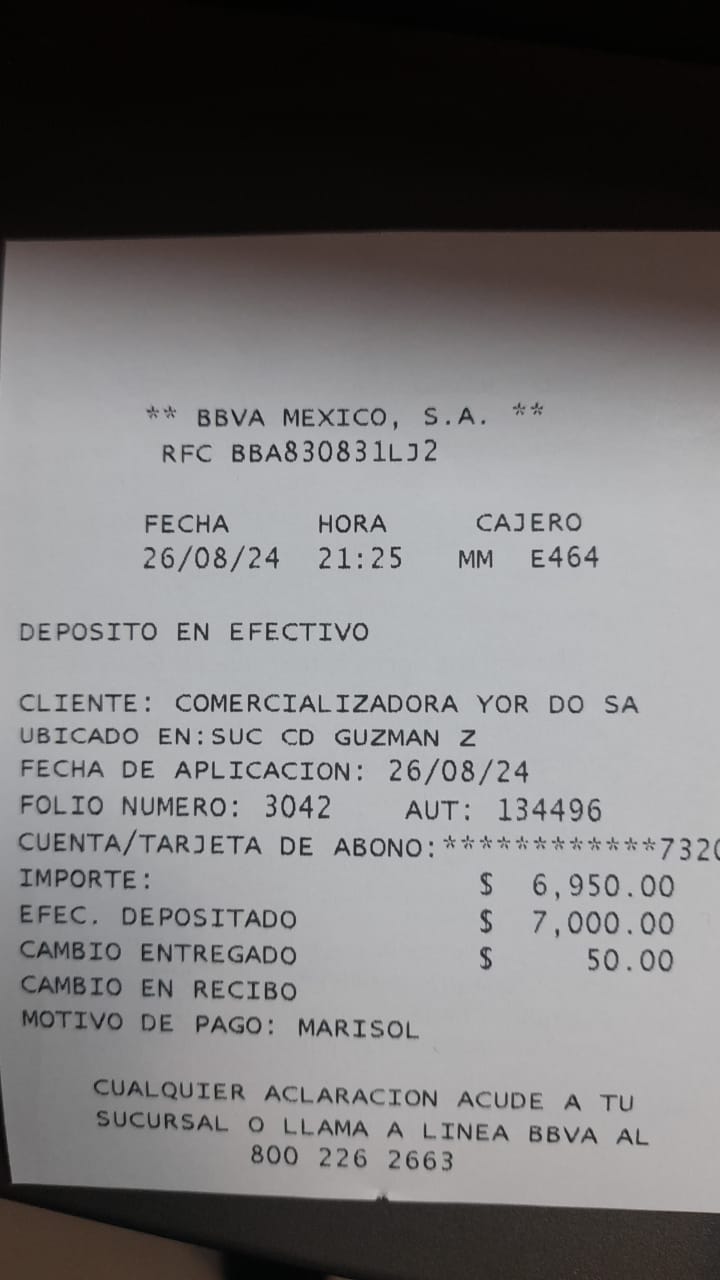 ** BBVA MEXICO, S.A. **
RFC BBA830831LJ2
FECHA HORA CAJERO
26/08/24 21:25 MM E464
DEPOSITO EN EFECTIVO
CLIENTE: COMERCIALIZADORA YOR DO SA
UBICADO EN:SUC CD GUZMAN Z
FECHA DE APLICACION: 26/08/24
FOLIO NUMERO: 3042 AUT: 134496
CUENTA/TARJETA DE ABONO:************7320
IMPORTE: $ 6,950.00
EFEC. DEPOSITADO $ 7,000.00
CAMBIO ENTREGADO $ 50.00
CAMBIO EN RECIBO
MOTIVO DE PAGO: MARISOL
CUALQUIER ACLARACION ACUDE A TU
SUCURSAL O LLAMA A LINEA BBVA AL
800 226 2663